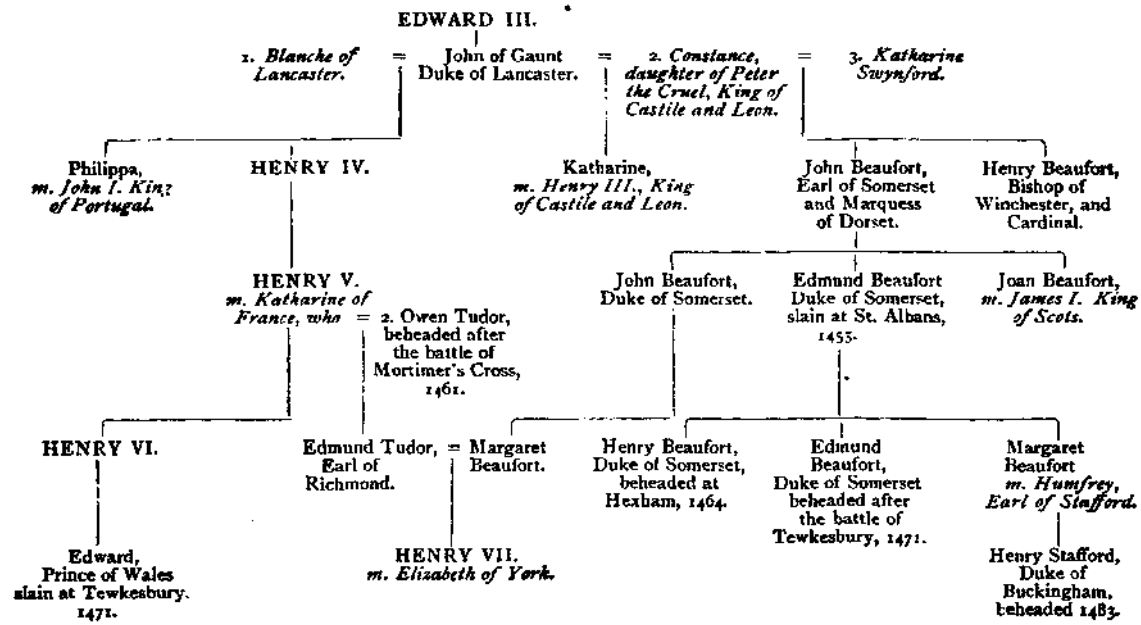 EDWARD III.
1. Blanche of Lancaster.
= John of Gaunt Duke of Lancaster. =
2. Constance, daughter of Peter the Cruel, King of Castile and Leon.
= 3. Katharine Swynford.
Philippa,
m. John I. King
of Portugal.
HENRY IV.
Katharine,
m. Henry III., King
of Castile and Leon.
John Beaufort,
Earl of Somerset
and Marquess
of Dorset.
Henry Beaufort,
Bishop of
Winchester, and
Cardinal.
HENRY V.
m. Katharine of
France, who =
2. Owen Tudor,
beheaded after
the battle of
Mortimer's Cross,
1461.
John Beaufort,
Duke of Somerset.
Edmund Beaufort
Duke of Somerset,
slain at St. Albans,
1455.
Joan Beaufort,
m. James I. King
of Scots.
HENRY VI.
Edmund Tudor, =
Earl of
Richmond.
Margaret
Beaufort.
Henry Beaufort,
Duke of Somerset,
beheaded at
Hexham, 1464.
Edmund
Beaufort,
Duke of Somerset
beheaded after
the battle of
Tewkesbury, 1471.
Margaret
Beaufort
m. Humfrey,
Earl of Stafford.
Edward,
Prince of Wales
slain at Tewkesbury.
1471.
HENRY VII.
m. Elizabeth of York.
Henry Stafford,
Duke of
Buckingham,
beheaded 1483.